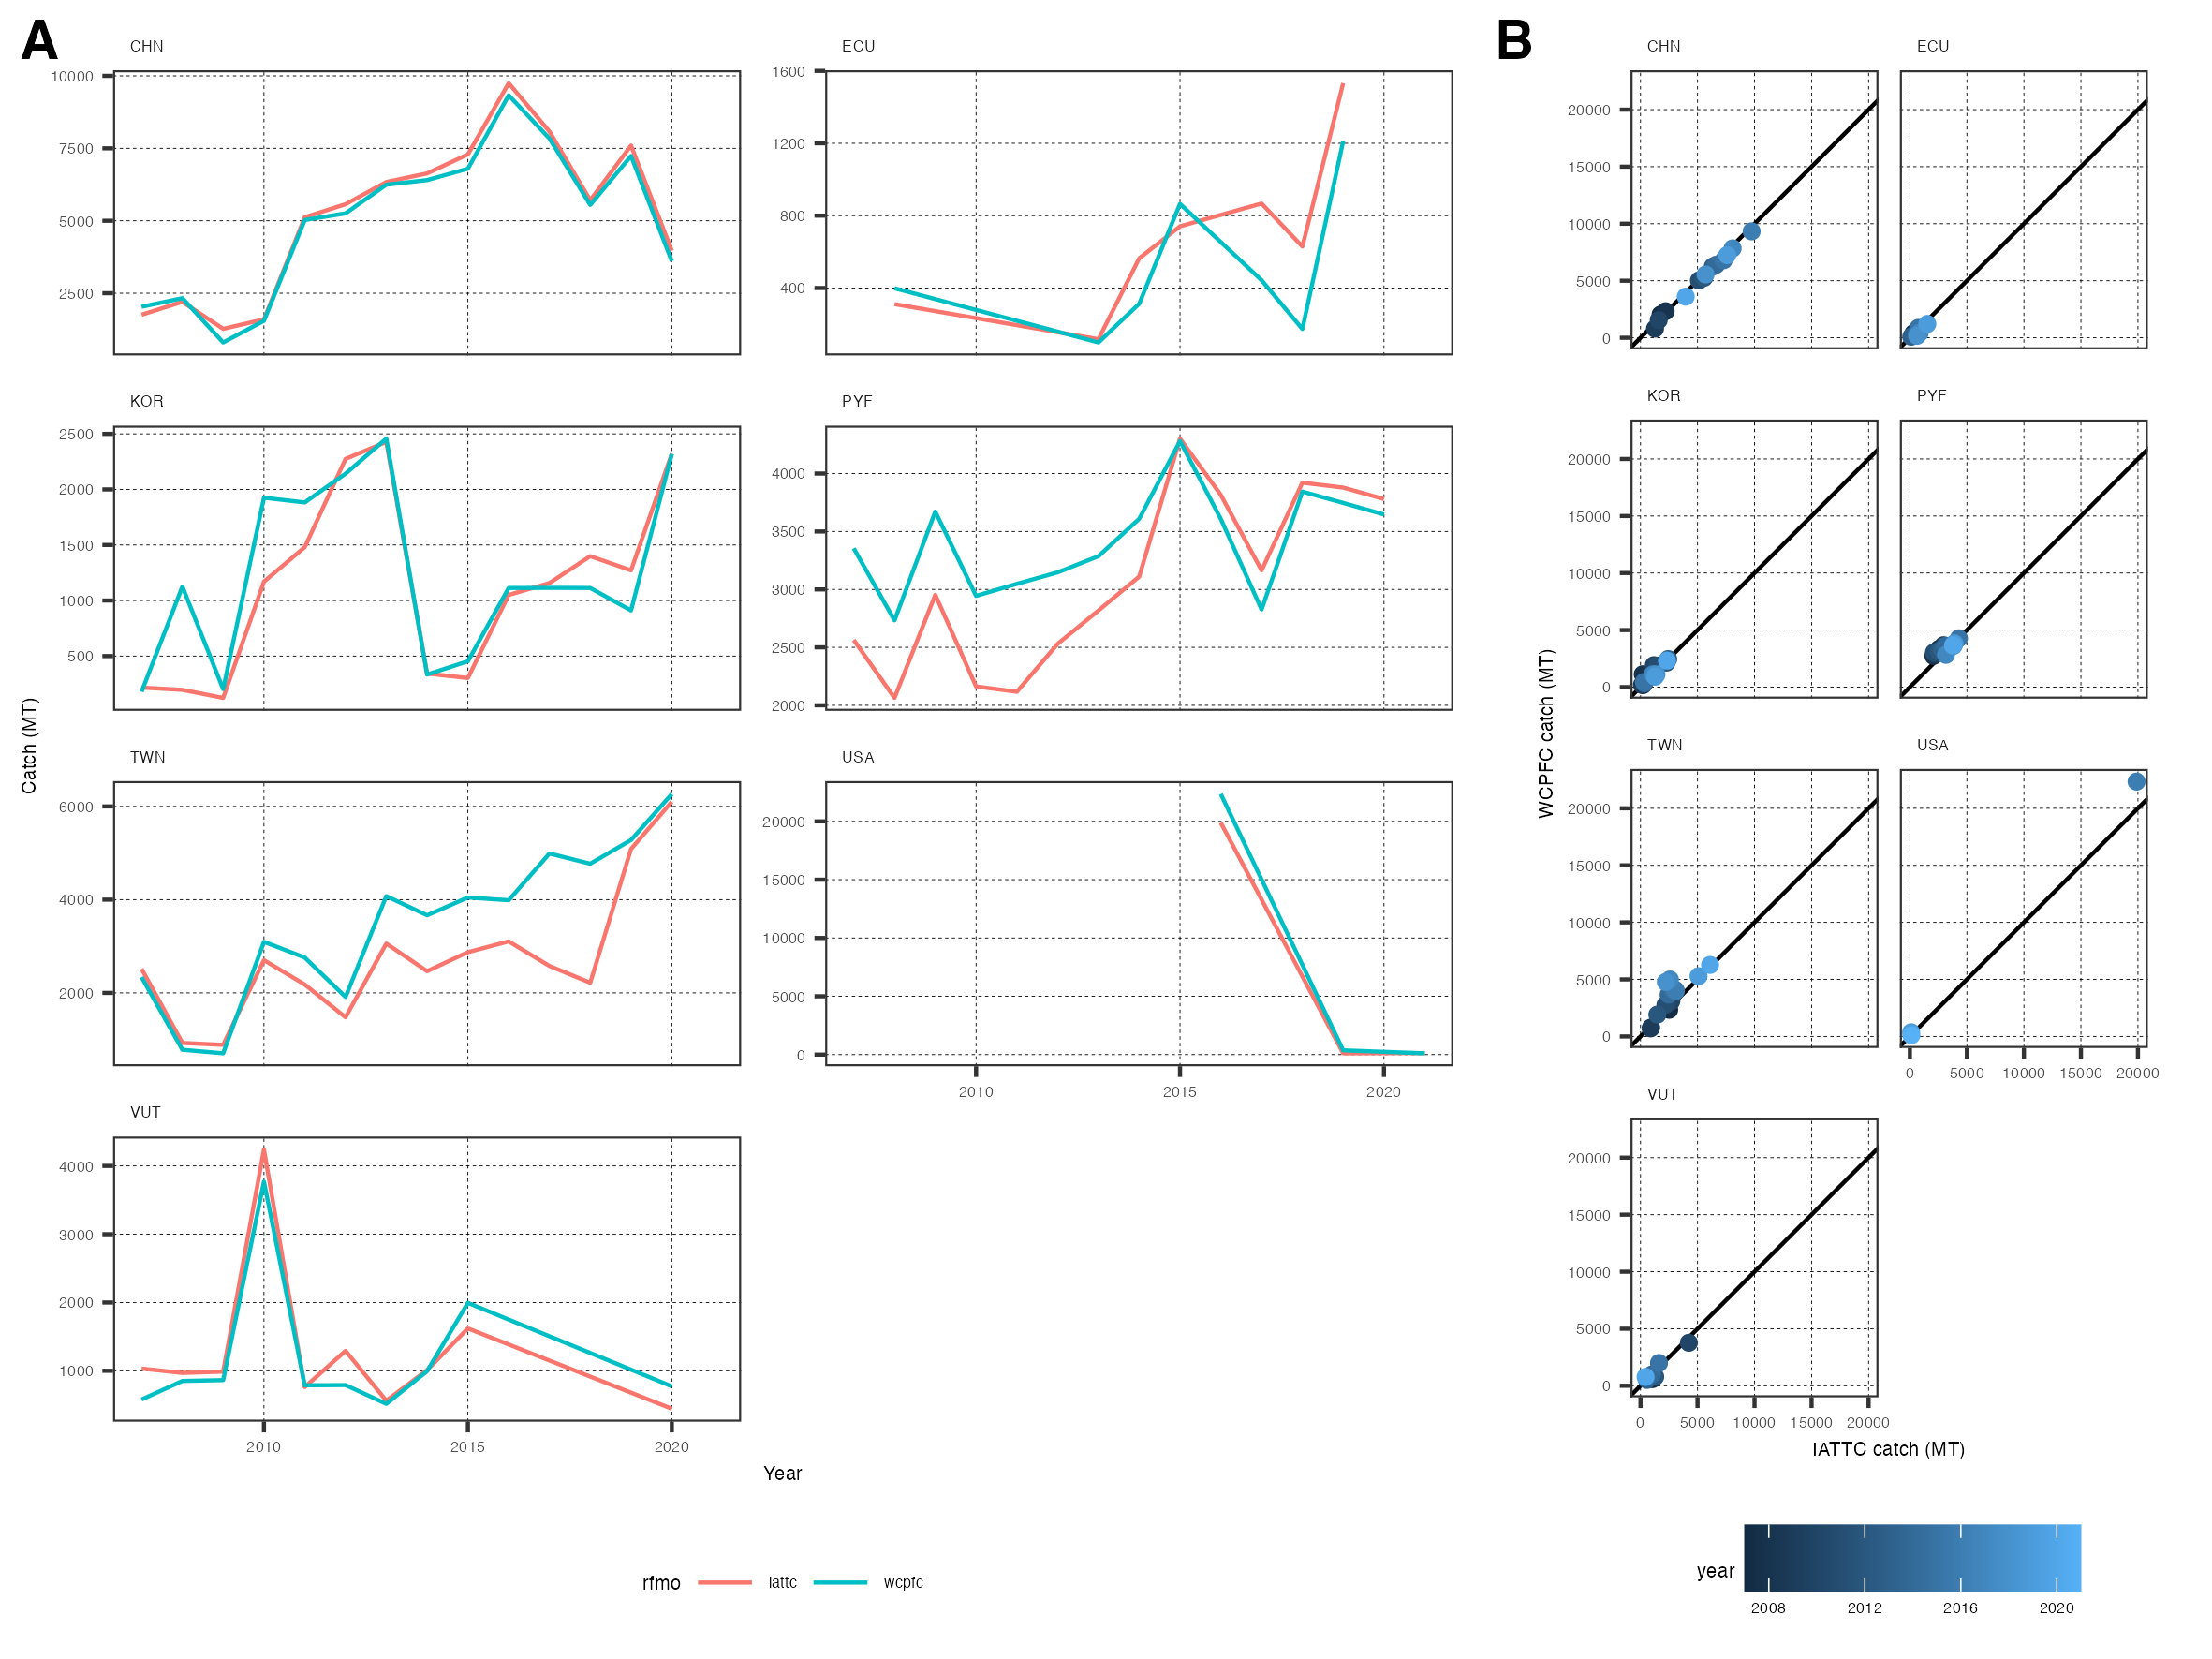 A
CHN
10000
7500
5000
2500
ECU
1600
1200
800
400
KOR
2500
2000
1500
1000
500
PYF
4000
3500
3000
2500
2000
TWN
6000
4000
2000
USA
20000
15000
10000
5000
0
2010 2015 2020
VUT
4000
3000
2000
1000
2010 2015 2020
Catch (MT)
Year
rfmo iattc wcpfc
B
CHN
20000
15000
10000
5000
0
ECU
KOR
20000
15000
10000
5000
0
PYF
TWN
20000
15000
10000
5000
0
USA
0 5000 10000 15000 20000
VUT
20000
15000
10000
5000
0
0 5000 10000 15000 20000
WCPFC catch (MT)
IATTC catch (MT)
year
2008 2012 2016 2020